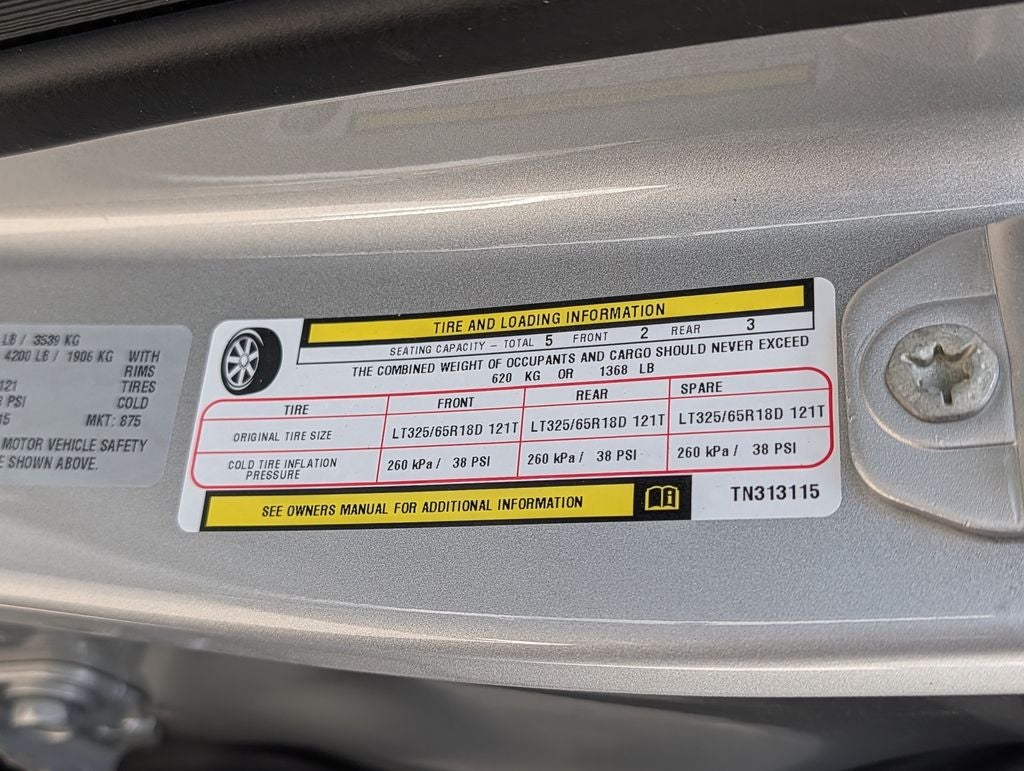 LB / 3539 KG
4200 LB / 1906 KG WITH
RIMS
121 TIRES
PSI COLD
15 MKT: 875
MOTOR VEHICLE SAFETY
E SHOWN ABOVE.
TIRE AND LOADING INFORMATION
SEATING CAPACITY – TOTAL 5 FRONT 2 REAR 3
THE COMBINED WEIGHT OF OCCUPANTS AND CARGO SHOULD NEVER EXCEED
620 KG OR 1368 LB
TIRE FRONT REAR SPARE
ORIGINAL TIRE SIZE LT325/65R18D 121T LT325/65R18D 121T LT325/65R18D 121T
COLD TIRE INFLATION
PRESSURE 260 kPa / 38 PSI 260 kPa / 38 PSI 260 kPa / 38 PSI
SEE OWNERS MANUAL FOR ADDITIONAL INFORMATION
TN313115